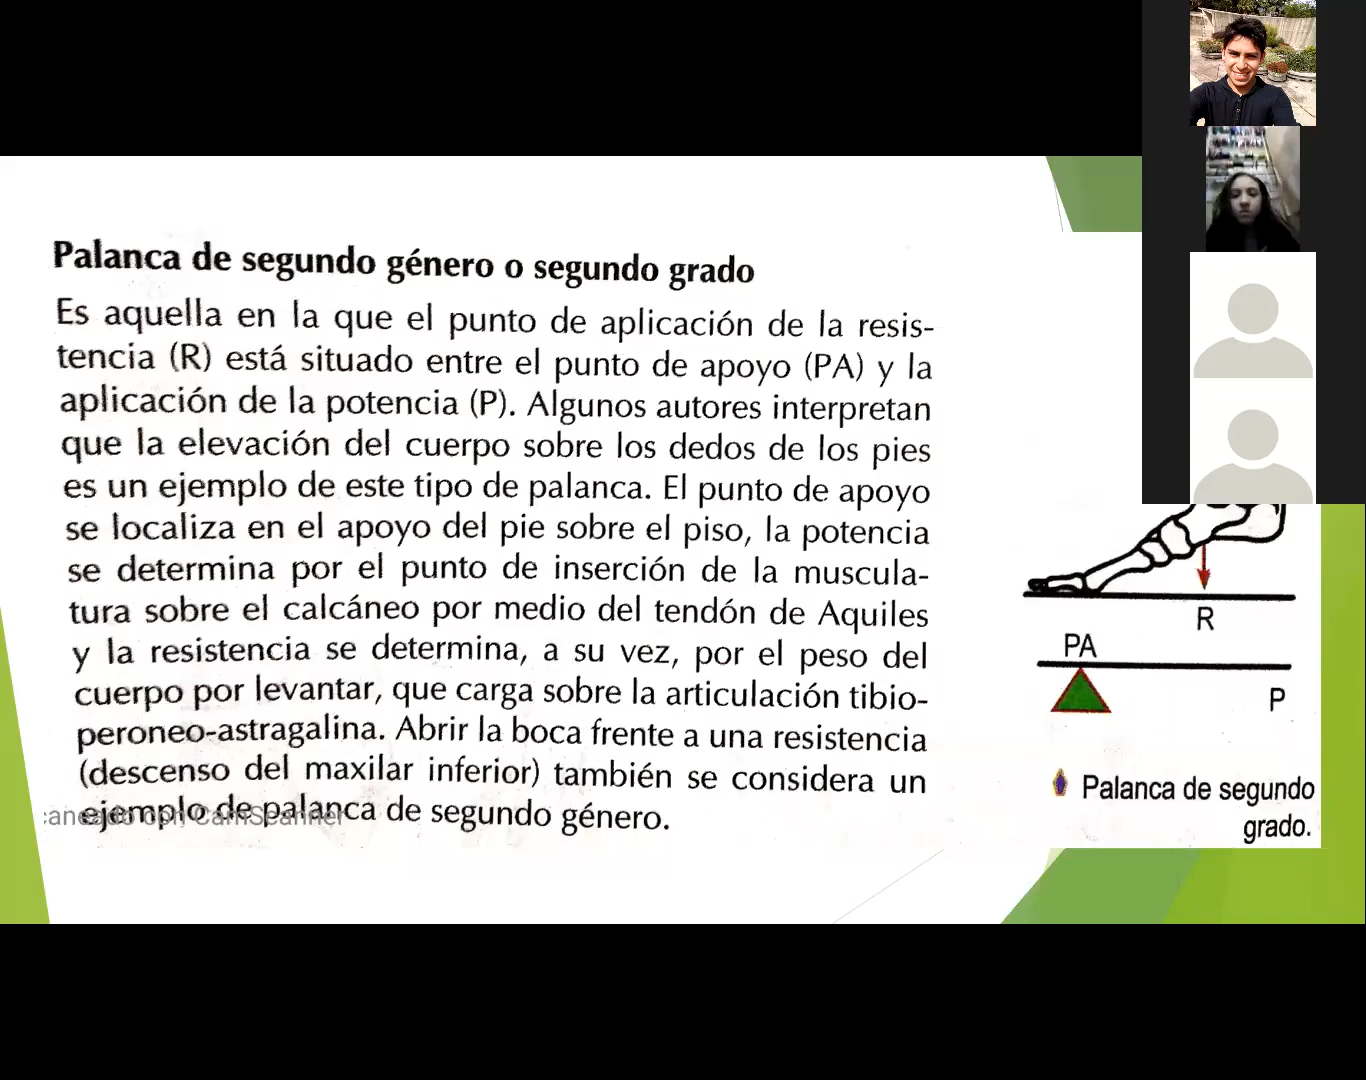 Palanca de segundo género o segundo grado
Es aquella en la que el punto de aplicación de la resis-
tencia (R) está situado entre el punto de apoyo (PA) y la
aplicación de la potencia (P). Algunos autores interpretan
que la elevación del cuerpo sobre los dedos de los pies
es un ejemplo de este tipo de palanca. El punto de apoyo
se localiza en el apoyo del pie sobre el piso, la potencia
se determina por el punto de inserción de la muscula-
tura sobre el calcáneo por medio del tendón de Aquiles
y la resistencia se determina, a su vez, por el peso del
cuerpo por levantar, que carga sobre la articulación tibio-
peroneo-astragalina. Abrir la boca frente a una resistencia
(descenso del maxilar inferior) también se considera un
ejemplo de palanca de segundo género.
caneado con CamScanner
R
PA
P
Palanca de segundo
grado.